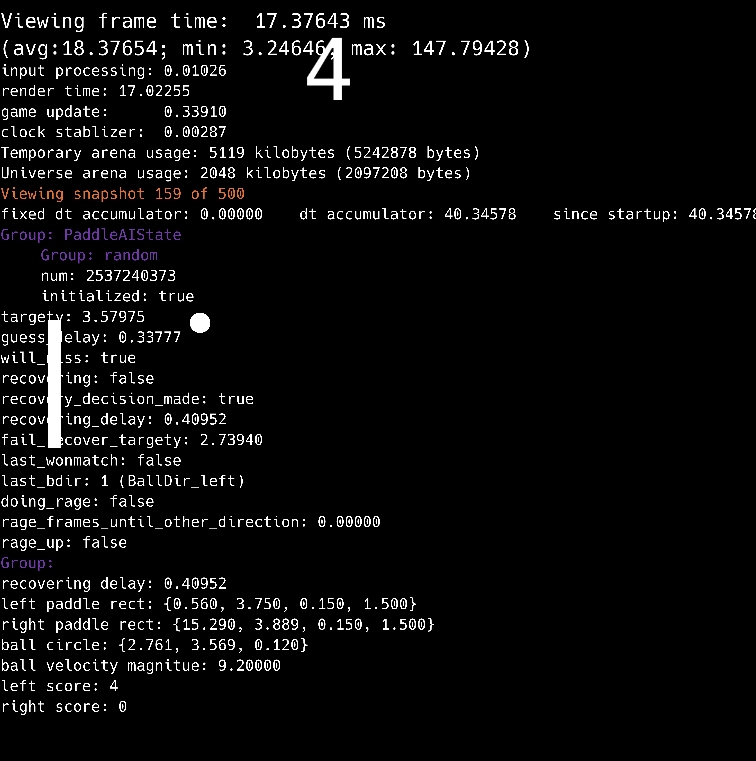 Viewing frame time:  17.37643 ms
(avg:18.37654; min: 3.24646; max: 147.79428)
4
input processing: 0.01026
render time: 17.02255
game update:      0.33910
clock stablizer:  0.00287
Temporary arena usage: 5119 kilobytes (5242878 bytes)
Universe arena usage: 2048 kilobytes (2097208 bytes)
Viewing snapshot 159 of 500
fixed dt accumulator: 0.00000    dt accumulator: 40.34578    since startup: 40.34578
Group: PaddleAIState
Group: random
num: 2537240373
initialized: true
targety: 3.57975
guess_delay: 0.33777
will_miss: true
recovering: false
recovery_decision_made: true
recovering_delay: 0.40952
fail_recover_targety: 2.73940
last_wonmatch: false
last_bdir: 1 (BallDir_left)
doing_rage: false
rage_frames_until_other_direction: 0.00000
rage_up: false
Group:
recovering delay: 0.40952
left paddle rect: {0.560, 3.750, 0.150, 1.500}
right paddle rect: {15.290, 3.889, 0.150, 1.500}
ball circle: {2.761, 3.569, 0.120}
ball velocity magnitue: 9.20000
left score: 4
right score: 0